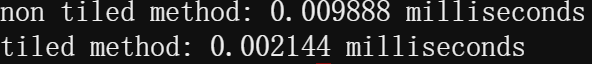 non tiled method: 0.009888 milliseconds
tiled method: 0.002144 milliseconds